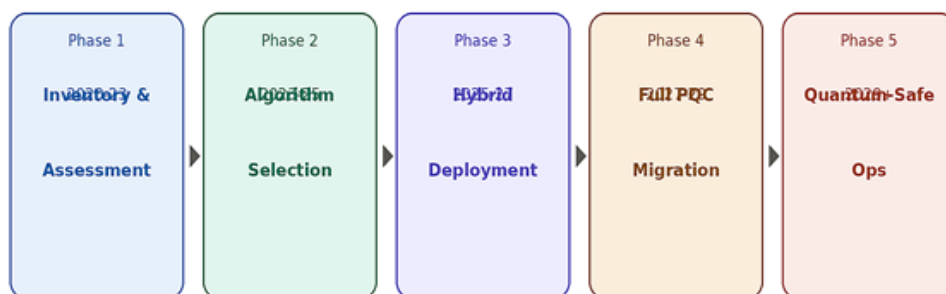 Phase 1
Inventory &
Assessment
Phase 2
Algorithm
Selection
Phase 3
Hybrid
Deployment
Phase 4
Full PQC
Migration
Phase 5
Quantum-Safe
Ops